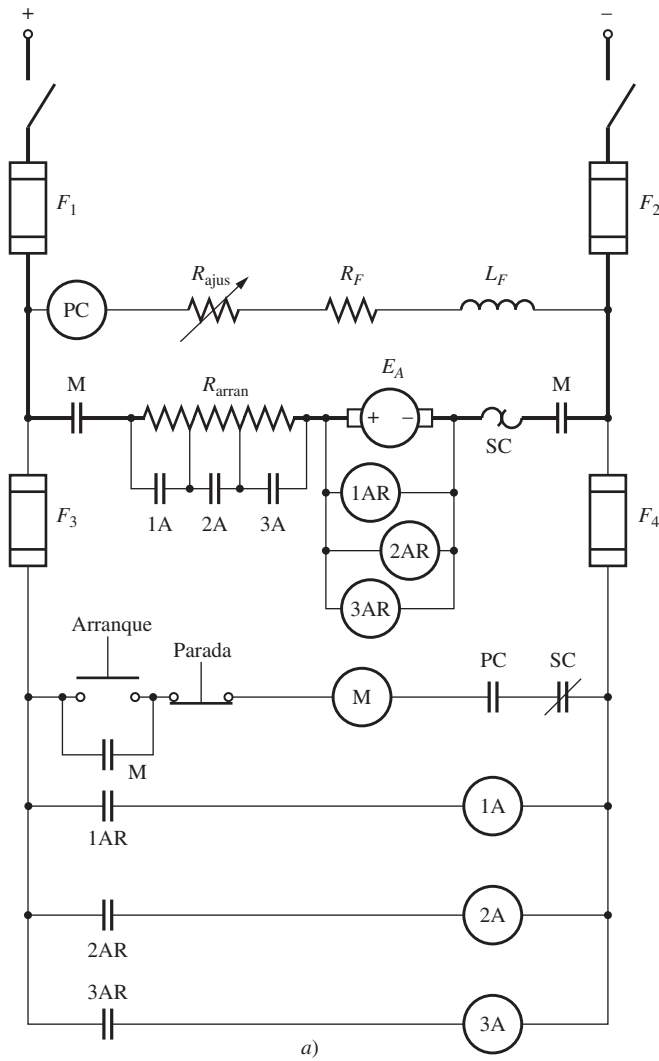 + −
F1 F2
Rajus RF LF
PC
EA
M Rarran M
SC
1A 2A 3A
1AR
F3 F4
2AR
3AR
Arranque
Parada
PC SC
M
M
1A
1AR
2A
2AR
3AR
3A
a)